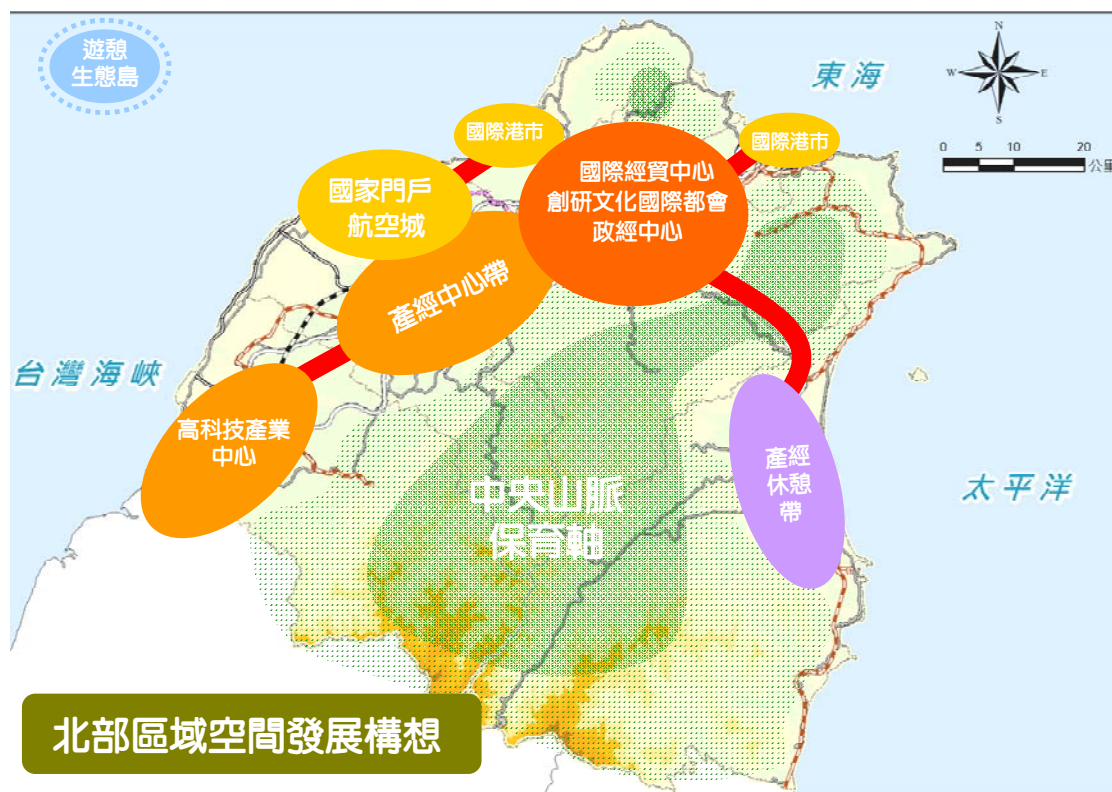 遊憩
生態島
東海
N
W
E
S
國際港市
國際港市
0 5 10 20
公里
國際經貿中心
創研文化國際都會
政經中心
國家門戶
航空城
產經中心帶
台灣海峽
高科技產業
中心
產經
休憩
帶
太平洋
中央山脈
保育軸
北部區域空間發展構想